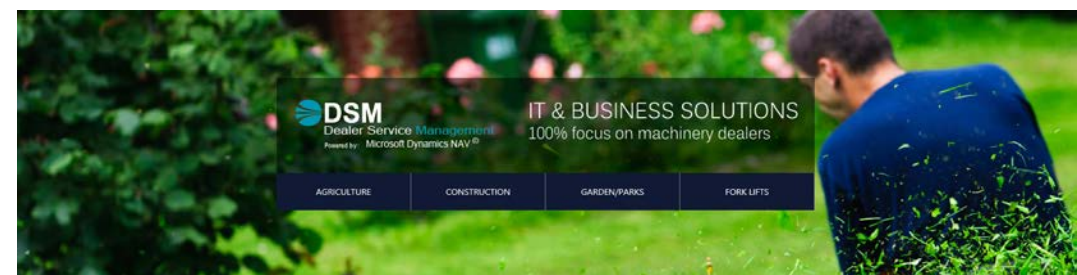 DSM
Dealer Service Management
Powered by: Microsoft Dynamics NAV ©
IT & BUSINESS SOLUTIONS
100% focus on machinery dealers
AGRICULTURE CONSTRUCTION GARDEN/PARKS FORK LIFTS